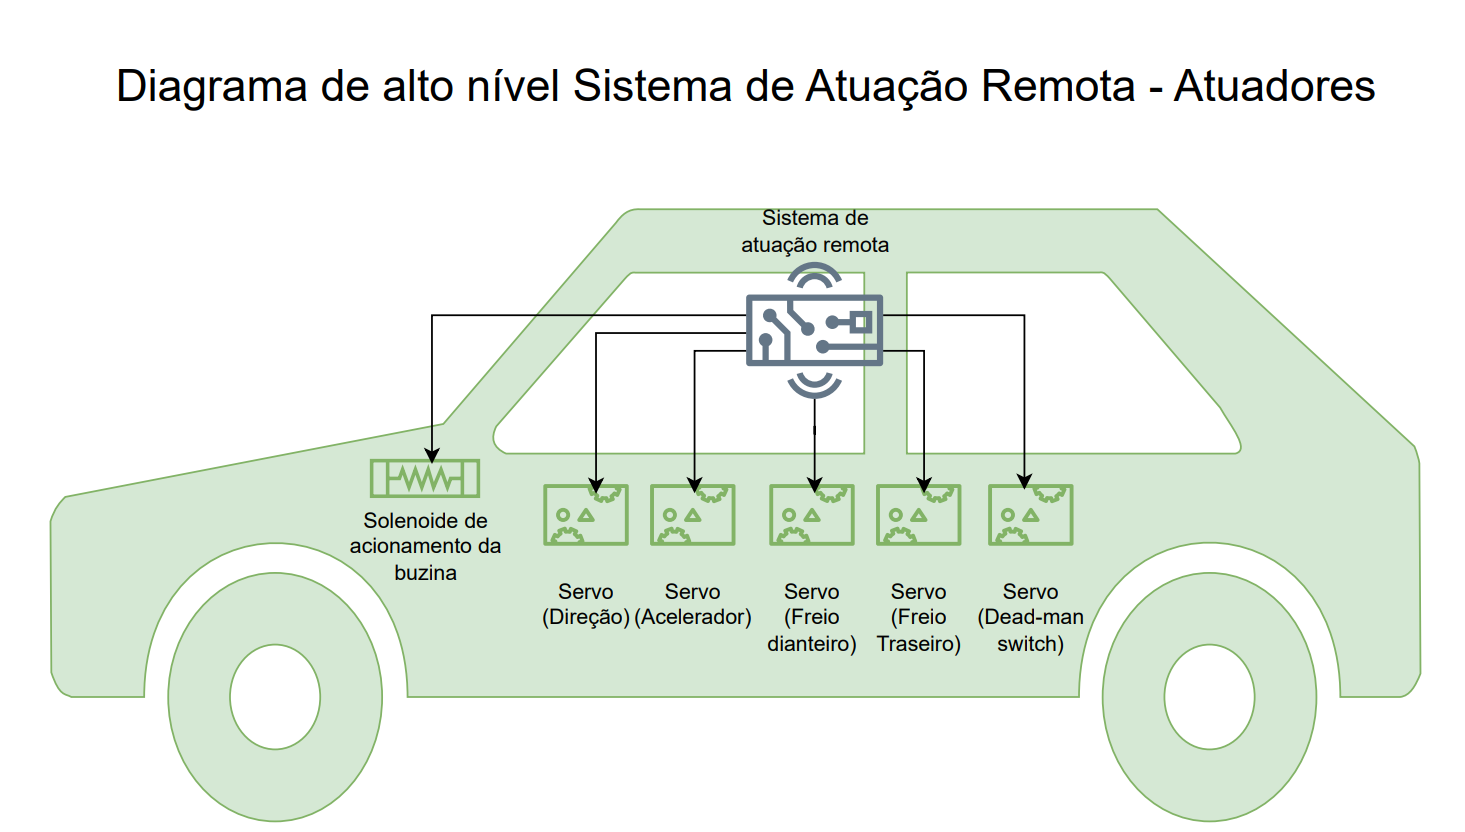 Diagrama de alto nível Sistema de Atuação Remota - Atuadores
Sistema de
atuação remota
Solenoide de
acionamento da
buzina
Servo
(Direção)
Servo
(Acelerador)
Servo
(Freio
dianteiro)
Servo
(Freio
Traseiro)
Servo
(Dead-man
switch)